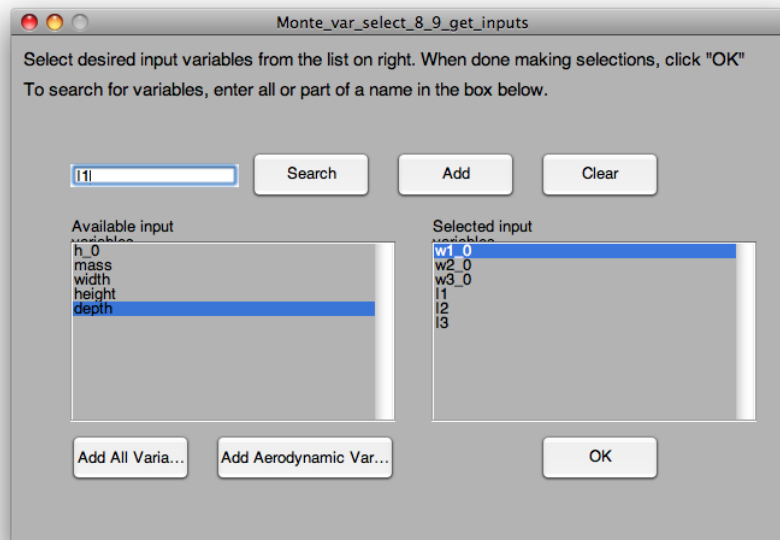 Monte_var_select_8_9_get_inputs
Select desired input variables from the list on right. When done making selections, click "OK"
To search for variables, enter all or part of a name in the box below.
l1
Search
Add
Clear
Available input
variables
h_0
mass
width
height
depth
Selected input
variables
w1_0
w2_0
w3_0
l1
l2
l3
Add All Varia...
Add Aerodynamic Var...
OK